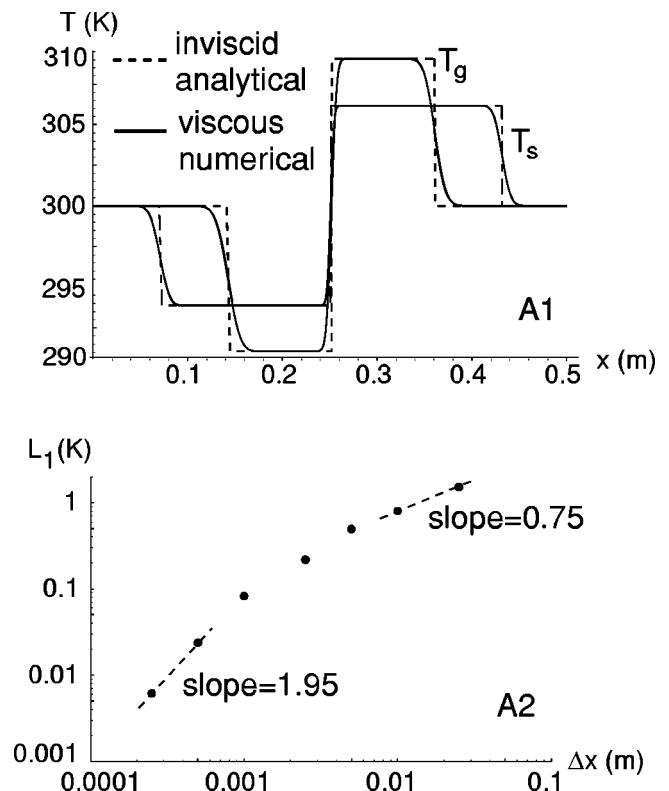 T (K)
310
305
300
295
290
inviscid
analytical
viscous
numerical
T_g
T_s
A1
0.1 0.2 0.3 0.4 0.5 x (m)
L_1(K)
1
0.1
0.01
0.001
slope=0.75
slope=1.95
A2
0.0001 0.001 0.01 0.1 Δx (m)